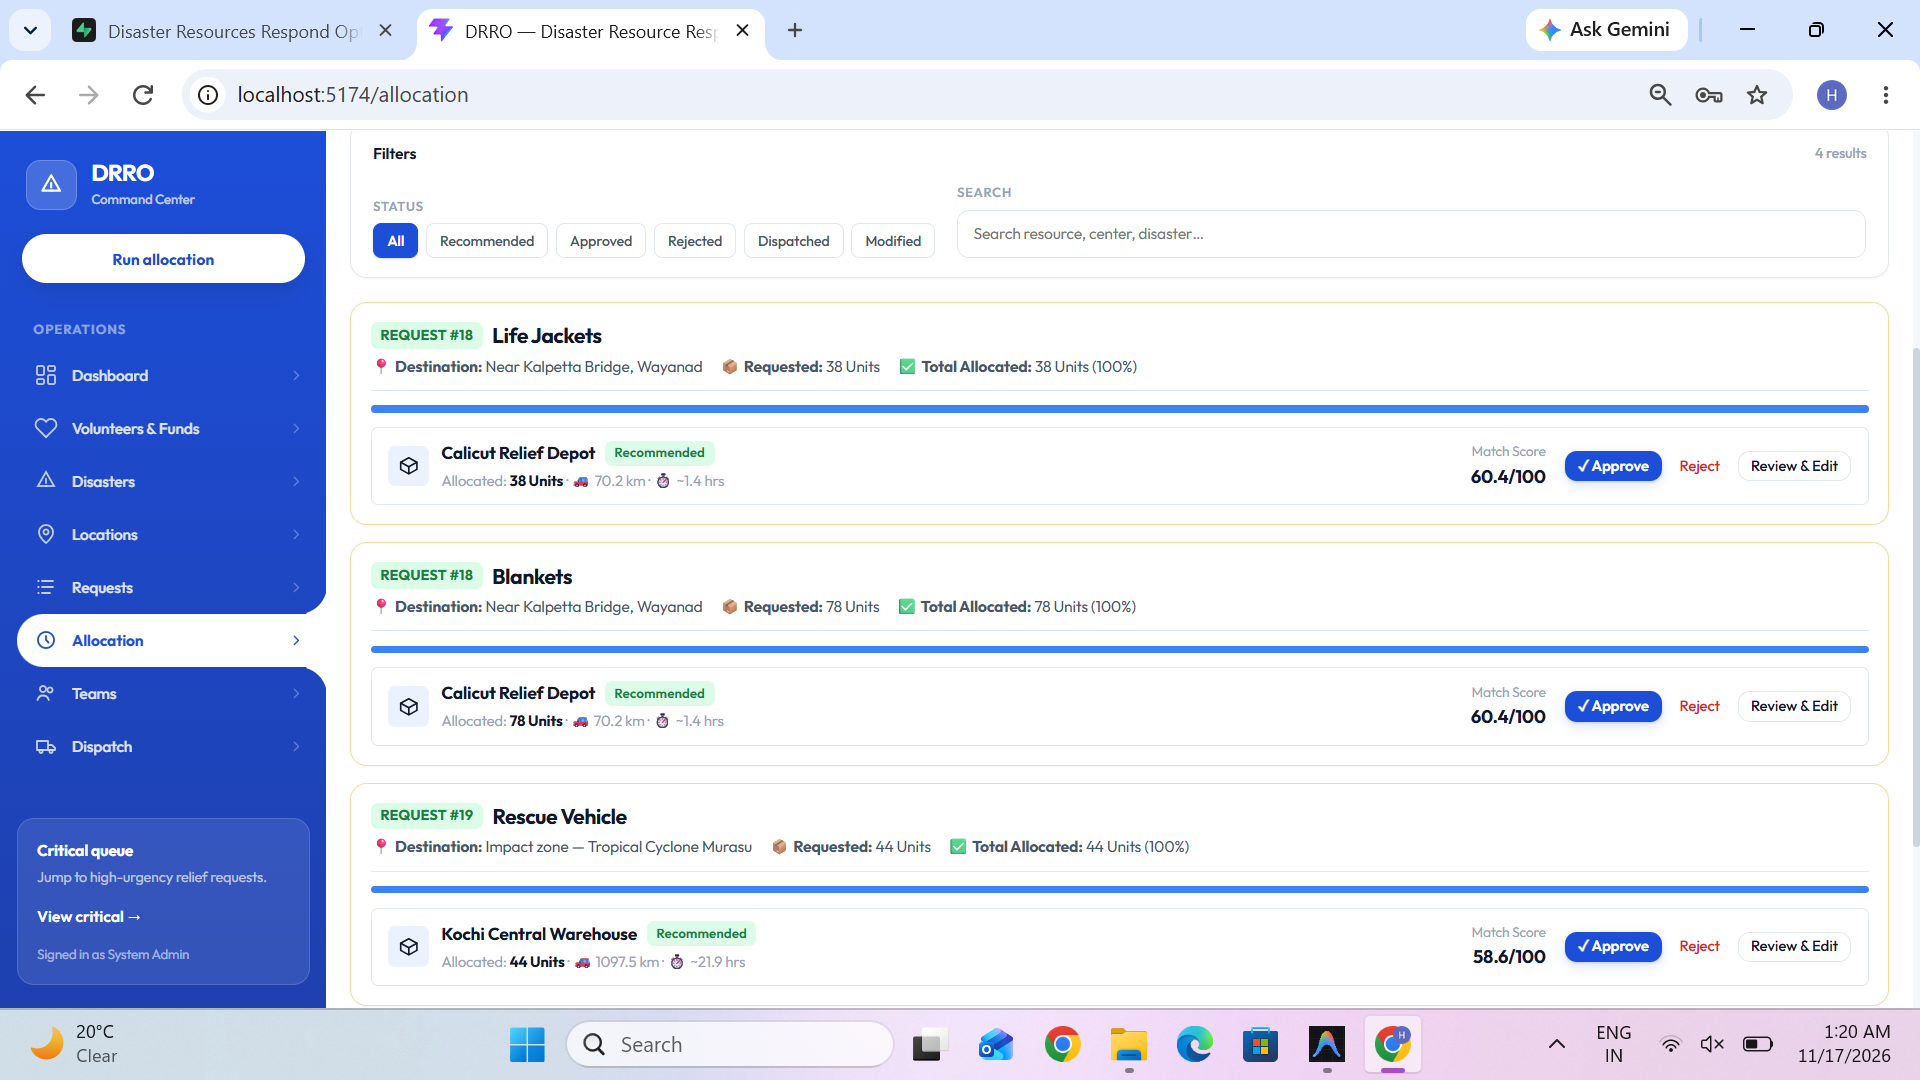 Disaster Resources Respond Op
DRRO — Disaster Resource Resp
Ask Gemini
localhost:5174/allocation
H
DRRO
Command Center
Run allocation
OPERATIONS
Dashboard
Volunteers & Funds
Disasters
Locations
Requests
Allocation
Teams
Dispatch
Critical queue
Jump to high-urgency relief requests.
View critical →
Signed in as System Admin
Filters
4 results
STATUS
All
Recommended
Approved
Rejected
Dispatched
Modified
SEARCH
Search resource, center, disaster...
REQUEST #18 Life Jackets
Destination: Near Kalpetta Bridge, Wayanad Requested: 38 Units Total Allocated: 38 Units (100%)
Calicut Relief Depot Recommended
Allocated: 38 Units · 70.2 km · ~1.4 hrs
Match Score
60.4/100
✓ Approve
Reject
Review & Edit
REQUEST #18 Blankets
Destination: Near Kalpetta Bridge, Wayanad Requested: 78 Units Total Allocated: 78 Units (100%)
Calicut Relief Depot Recommended
Allocated: 78 Units · 70.2 km · ~1.4 hrs
Match Score
60.4/100
✓ Approve
Reject
Review & Edit
REQUEST #19 Rescue Vehicle
Destination: Impact zone — Tropical Cyclone Murasu Requested: 44 Units Total Allocated: 44 Units (100%)
Kochi Central Warehouse Recommended
Allocated: 44 Units · 1097.5 km · ~21.9 hrs
Match Score
58.6/100
✓ Approve
Reject
Review & Edit
20°C
Clear
Search
H
ENG
IN
1:20 AM
11/17/2026